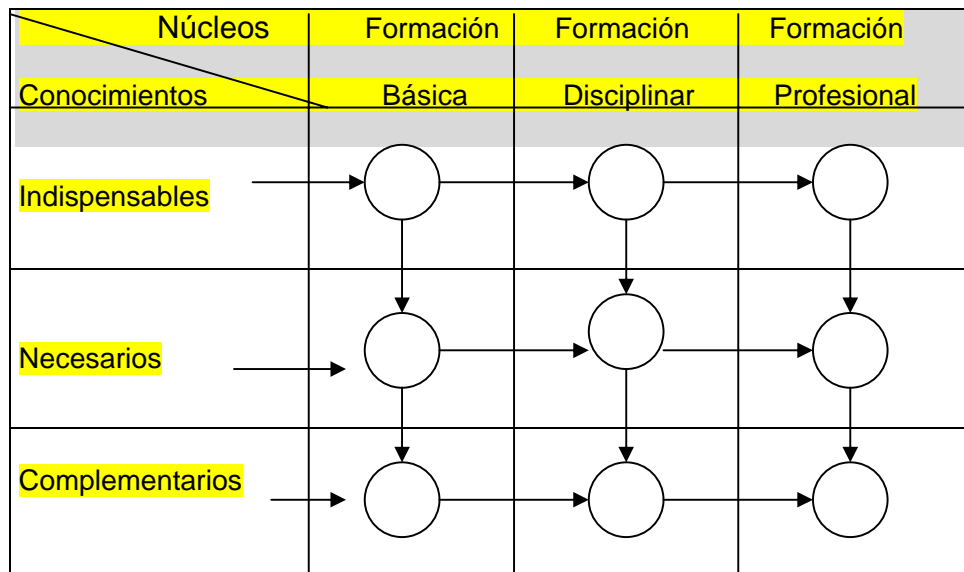 Núcleos Formación Formación Formación
Conocimientos Básica Disciplinar Profesional
Indispensables
Necesarios
Complementarios